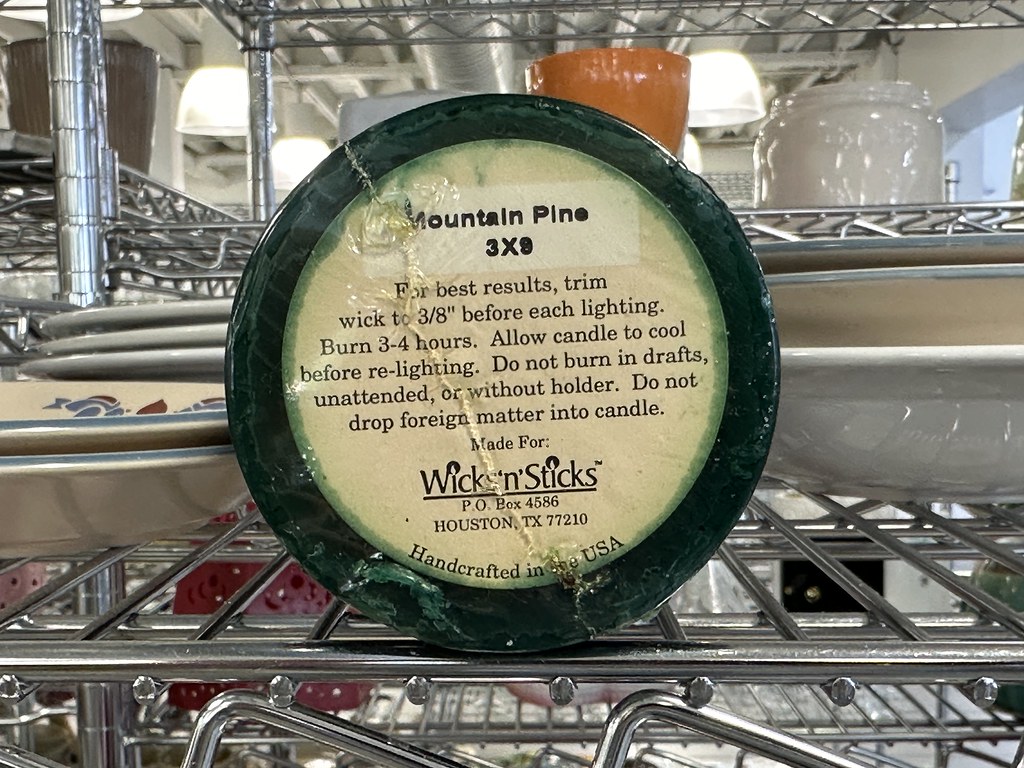 Mountain Pine
3X9
For best results, trim
wick to 3/8" before each lighting.
Burn 3-4 hours. Allow candle to cool
before re-lighting. Do not burn in drafts,
unattended, or without holder. Do not
drop foreign matter into candle.
Made For:
Wicks'n'Sticks™
P.O. Box 4586
HOUSTON, TX 77210
Handcrafted in the USA